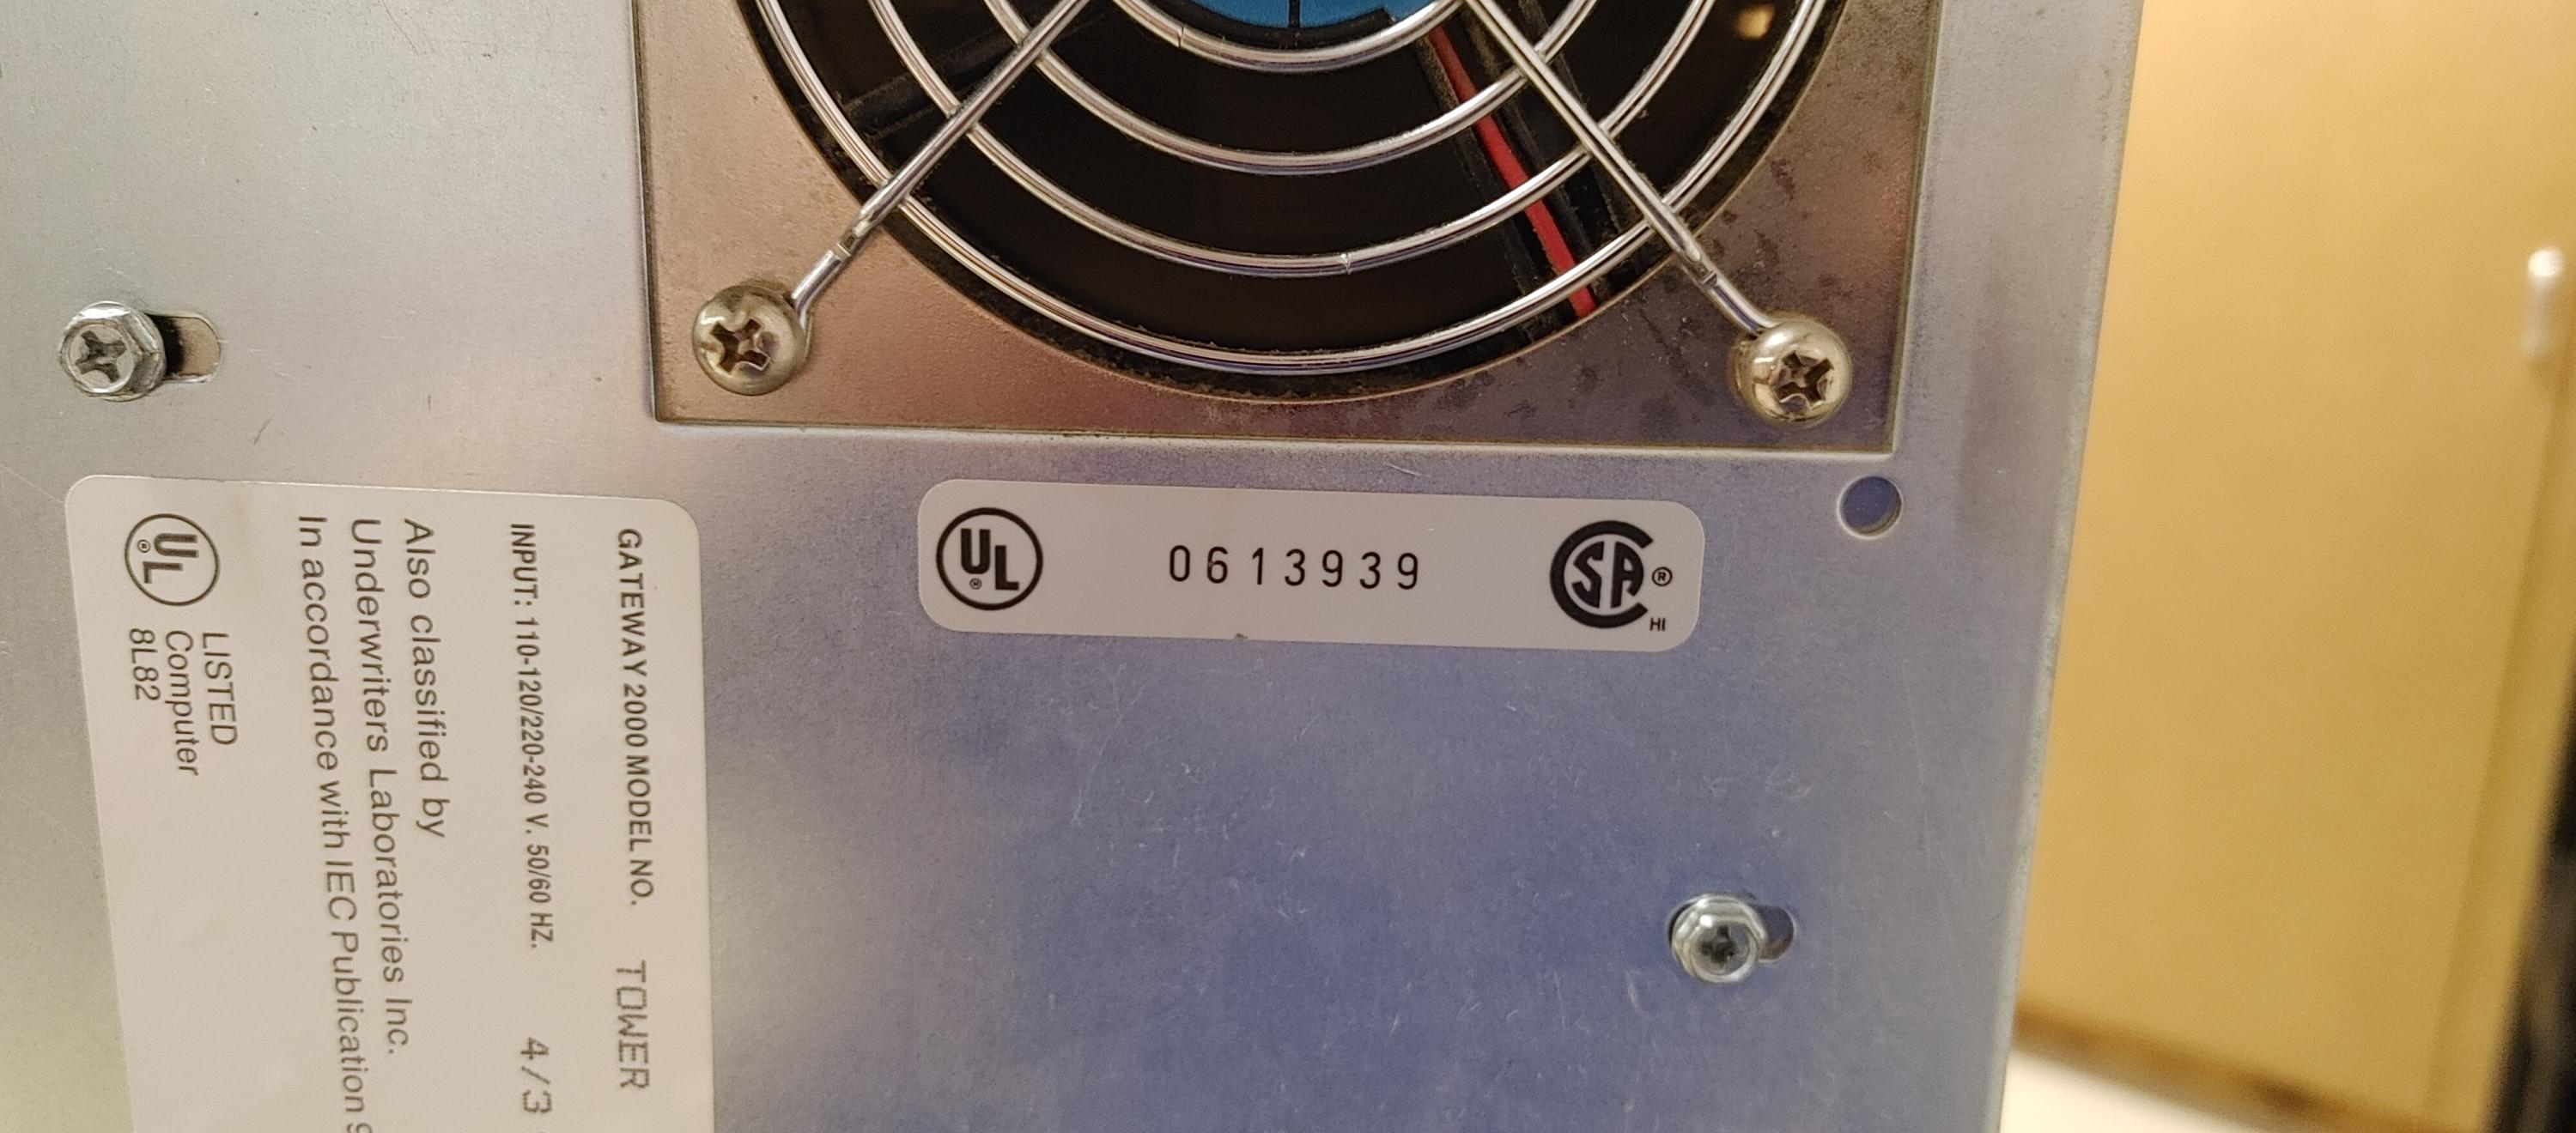 GATEWAY 2000 MODEL NO. TOWER
INPUT: 110-120/220-240 V. 50/60 HZ. 4/3
Also classified by
Underwriters Laboratories Inc.
In accordance with IEC Publication 9
UL ®
LISTED
Computer
8L82
UL ® 0613939 SA ® HI